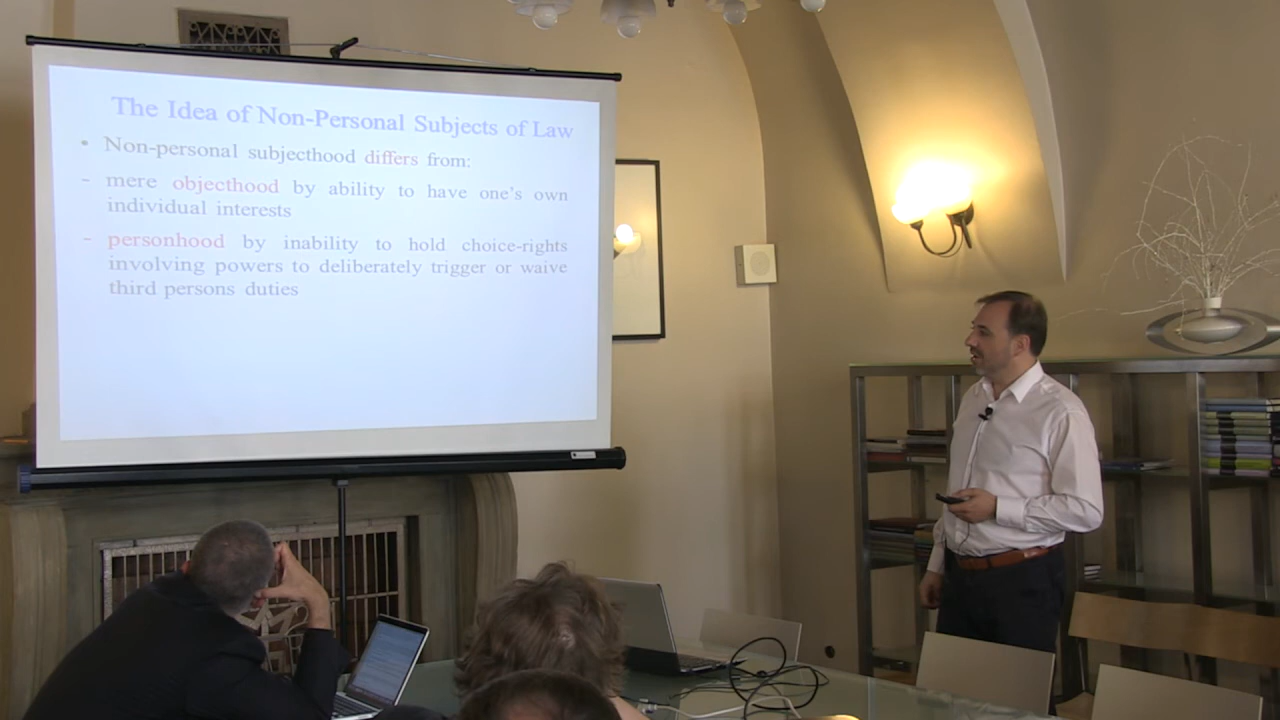 The Idea of Non-Personal Subjects of Law
• Non-personal subjecthood differs from:
- mere objecthood by ability to have one's own
individual interests
- personhood by inability to hold choice-rights
involving powers to deliberately trigger or waive
third persons duties